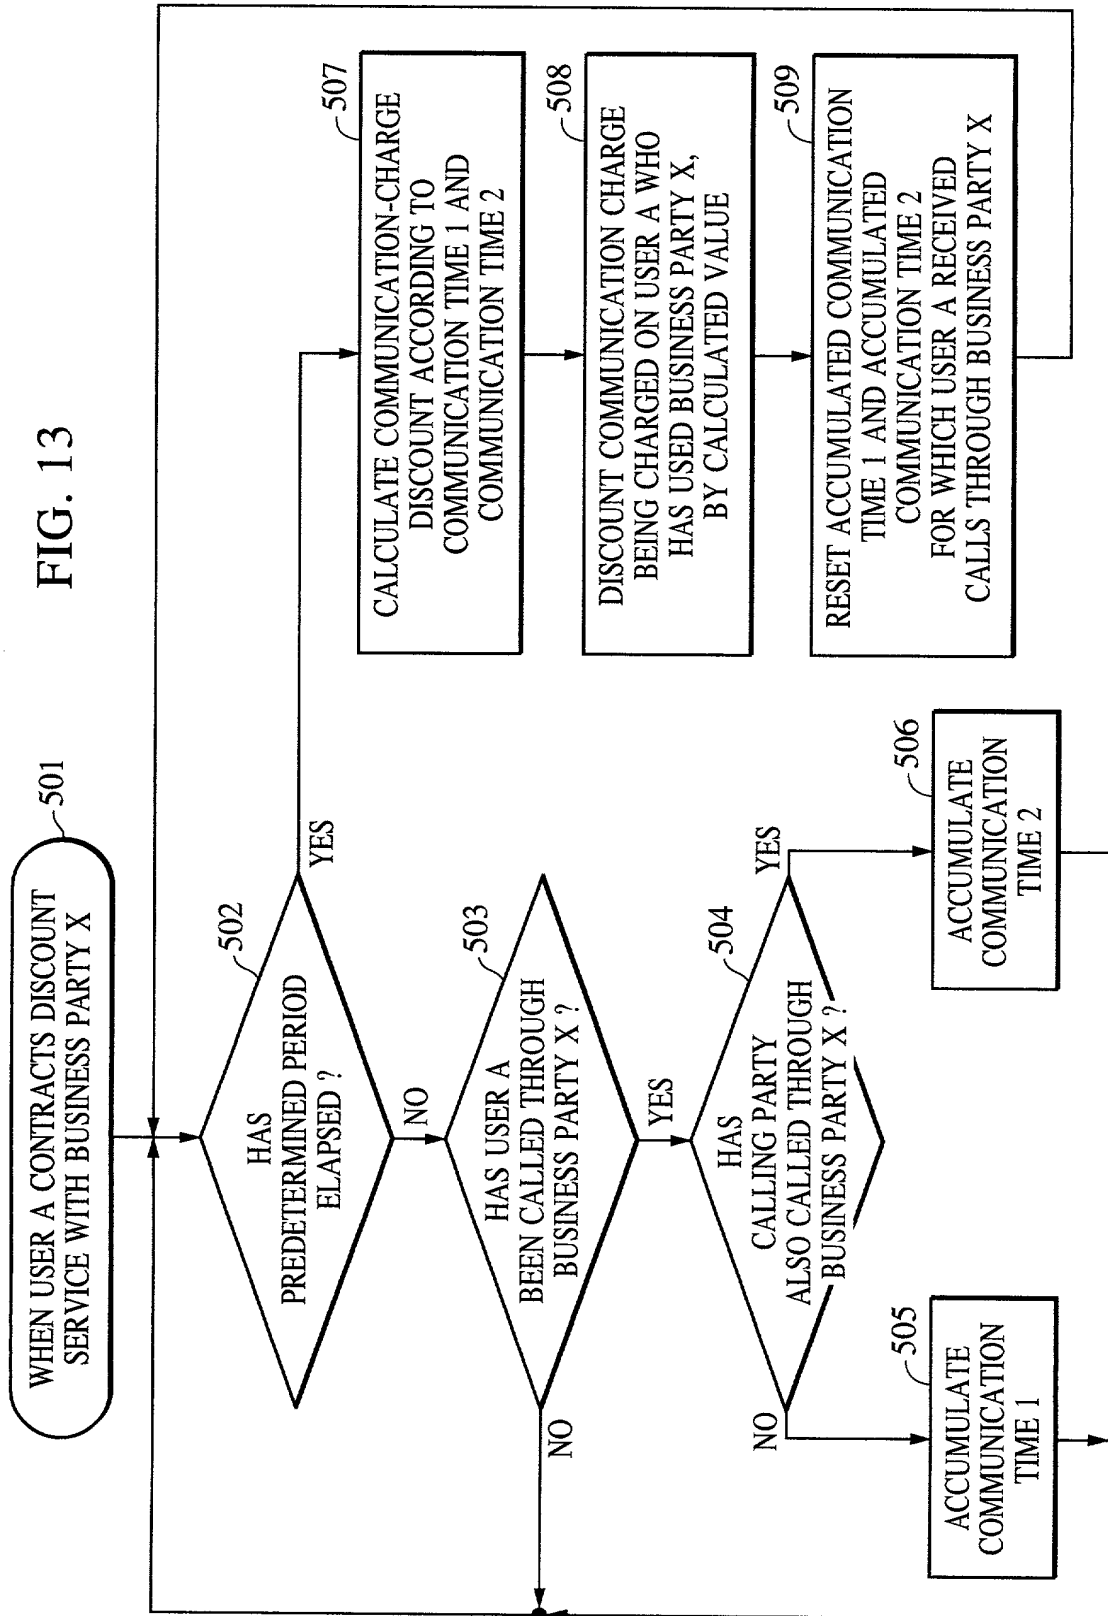 FIG. 13
WHEN USER A CONTRACTS DISCOUNT
SERVICE WITH BUSINESS PARTY X
501
HAS
PREDETERMINED PERIOD
ELAPSED ?
502
YES
NO
HAS USER A
BEEN CALLED THROUGH
BUSINESS PARTY X ?
503
NO
YES
HAS
CALLING PARTY
ALSO CALLED THROUGH
BUSINESS PARTY X ?
504
NO
YES
ACCUMULATE
COMMUNICATION
TIME 1
505
ACCUMULATE
COMMUNICATION
TIME 2
506
CALCULATE COMMUNICATION-CHARGE
DISCOUNT ACCORDING TO
COMMUNICATION TIME 1 AND
COMMUNICATION TIME 2
507
DISCOUNT COMMUNICATION CHARGE
BEING CHARGED ON USER A WHO
HAS USED BUSINESS PARTY X,
BY CALCULATED VALUE
508
RESET ACCUMULATED COMMUNICATION
TIME 1 AND ACCUMULATED
COMMUNICATION TIME 2
FOR WHICH USER A RECEIVED
CALLS THROUGH BUSINESS PARTY X
509